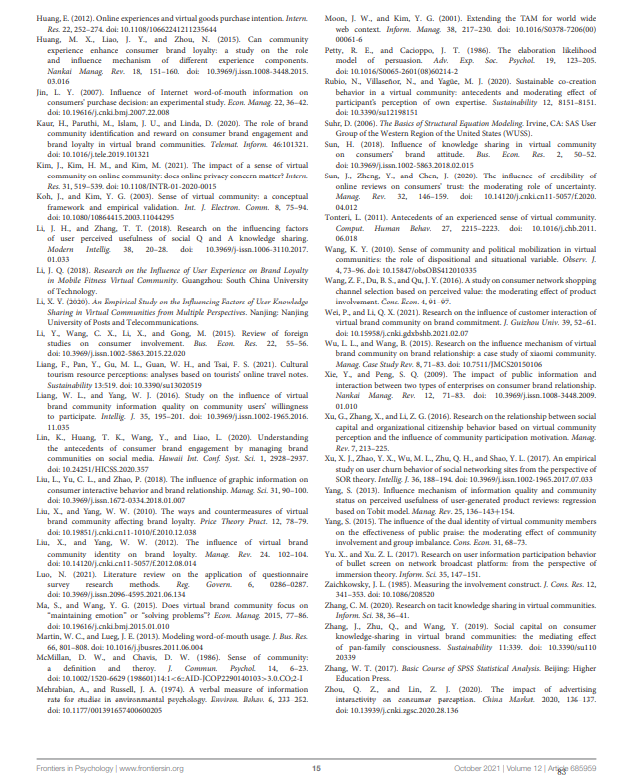 Huang, E. (2012). Online experiences and virtual goods purchase intention. Intern.
Res. 22, 252–274. doi: 10.1108/10662241211235644
Huang, M. X., Liao, J. Y., and Zhou, N. (2015). Can community
experience enhance consumer brand loyalty: a study on the role
and influence mechanism of different experience components.
Nankai Manag. Rev. 18, 151–160. doi: 10.3969/j.issn.1008-3448.2015.
03.016
Jin, L. Y. (2007). Influence of Internet word-of-mouth information on
consumers' purchase decision: an experimental study. Econ. Manag. 22, 36–42.
doi: 10.19616/j.cnki.bmj.2007.22.008
Kaur, H., Paruthi, M., Islam, J. U., and Linda, D. (2020). The role of brand
community identification and reward on consumer brand engagement and
brand loyalty in virtual brand communities. Telemat. Inform. 46:101321.
doi: 10.1016/j.tele.2019.101321
Kim, J., Kim, H. M., and Kim, M. (2021). The impact of a sense of virtual
community on online community: does online privacy concern matter? Intern.
Res. 31, 519–539. doi: 10.1108/INTR-01-2020-0015
Koh, J., and Kim, Y. G. (2003). Sense of virtual community: a conceptual
framework and empirical validation. Int. J. Electron. Comm. 8, 75–94.
doi: 10.1080/10864415.2003.11044295
Li, J. H., and Zhang, T. T. (2018). Research on the influencing factors
of user perceived usefulness of social Q and A knowledge sharing.
Modern Intellig. 38, 20–28. doi: 10.3969/j.issn.1006-3110.2017.
01.033
Li, J. Q. (2018). Research on the Influence of User Experience on Brand Loyalty
in Mobile Fitness Virtual Community. Guangzhou: South China University
of Technology.
Li, X. Y. (2020). An Empirical Study on the Influencing Factors of User Knowledge
Sharing in Virtual Communities from Multiple Perspectives. Nanjing: Nanjing
University of Posts and Telecommunications.
Li, Y., Wang, C. X., Li, X., and Gong, M. (2015). Review of foreign
studies on consumer involvement. Bus. Econ. Res. 22, 55–56.
doi: 10.3969/j.issn.1002-5863.2015.22.020
Liang, F., Pan, Y., Gu, M. L., Guan, W. H., and Tsai, F. S. (2021). Cultural
tourism resource perceptions: analyses based on tourists' online travel notes.
Sustainability 13:519. doi: 10.3390/su13020519
Liang, W. L., and Yang, W. J. (2016). Study on the influence of virtual
brand community information quality on community users' willingness
to participate. Intellig. J. 35, 195–201. doi: 10.3969/j.issn.1002-1965.2016.
11.035
Lin, K., Huang, T. K., Wang, Y., and Liao, L. (2020). Understanding
the antecedents of consumer brand engagement by managing brand
communities on social media. Hawaii Int. Conf. Syst. Sci. 1, 2928–2937.
doi: 10.24251/HICSS.2020.357
Liu, L., Yu, C. L., and Zhao, P. (2018). The influence of graphic information on
consumer interactive behavior and brand relationship. Manag. Sci. 31, 90–100.
doi: 10.3969/j.issn.1672-0334.2018.01.007
Liu, X., and Yang, W. W. (2010). The ways and countermeasures of virtual
brand community affecting brand loyalty. Price Theory Pract. 12, 78–79.
doi: 10.19851/j.cnki.cn11-1010/f.2010.12.038
Liu, X., and Yang, W. W. (2012). The influence of virtual brand
community identity on brand loyalty. Manag. Rev. 24. 102–104.
doi: 10.14120/j.cnki.cn11-5057/f.2012.08.014
Luo, N. (2021). Literature review on the application of questionnaire
survey research methods. Reg. Govern. 6, 0286–0287.
doi: 10.3969/j.issn.2096-4595.2021.06.134
Ma, S., and Wang, Y. G. (2015). Does virtual brand community focus on
"maintaining emotion" or "solving problems"? Econ. Manag. 2015, 77–86.
doi: 10.19616/j.cnki.bmj.2015.01.010
Martin, W. C., and Lueg, J. E. (2013). Modeling word-of-mouth usage. J. Bus. Res.
66, 801–808. doi: 10.1016/j.jbusres.2011.06.004
McMillan, D. W., and Chavis, D. W. (1986). Sense of community:
a definition and theroy. J. Commun. Psychol. 14, 6–23.
doi: 10.1002/1520-6629 (198601)14:1<6::AID-JCOP2290140103>3.0.CO;2-I
Mehrabian, A., and Russell, J. A. (1974). A verbal measure of information
rate for studies in environmental psychology. Environ. Behav. 6, 233–252.
doi: 10.1177/001391657400600205
Moon, J. W., and Kim, Y. G. (2001). Extending the TAM for world wide
web context. Inform. Manag. 38, 217–230. doi: 10.1016/S0378-7206(00)
00061-6
Petty, R. E., and Cacioppo, J. T. (1986). The elaboration likelihood
model of persuasion. Adv. Exp. Soc. Psychol. 19, 123–205.
doi: 10.1016/S0065-2601(08)60214-2
Rubio, N., Villaseñor, N., and Yagüe, M. J. (2020). Sustainable co-creation
behavior in a virtual community: antecedents and moderating effect of
participant's perception of own expertise. Sustainability 12, 8151–8151.
doi: 10.3390/su12198151
Suhr, D. (2006). The Basics of Structural Equation Modeling. Irvine, CA: SAS User
Group of the Western Region of the United States (WUSS).
Sun, H. (2018). Influence of knowledge sharing in virtual community
on consumers' brand attitude. Bus. Econ. Res. 2, 50–52.
doi: 10.3969/j.issn.1002-5863.2018.02.015
Sun, J., Zheng, Y., and Chen, J. (2020). The influence of credibility of
online reviews on consumers' trust: the moderating role of uncertainty.
Manag. Rev. 32, 146–159. doi: 10.14120/j.cnki.cn11-5057/f.2020.
04.012
Tonteri, L. (2011). Antecedents of an experienced sense of virtual community.
Comput. Human Behav. 27, 2215–2223. doi: 10.1016/j.chb.2011.
06.018
Wang, K. Y. (2010). Sense of community and political mobilization in virtual
communities: the role of dispositional and situational variable. Observ. J.
4, 73–96. doi: 10.15847/obsOBS412010335
Wang, Z. F., Du, B. S., and Qu, J. Y. (2016). A study on consumer network shopping
channel selection based on perceived value: the moderating effect of product
involvement. Cons. Econ. 4, 91–97.
Wei, P., and Li, Q. X. (2021). Research on the influence of customer interaction of
virtual brand community on brand commitment. J. Guizhou Univ. 39, 52–61.
doi: 10.15958/j.cnki.gdxbshb.2021.02.07
Wu, L. L., and Wang, B. (2015). Research on the influence mechanism of virtual
brand community on brand relationship: a case study of xiaomi community.
Manag. Case Study Rev. 8, 71–83. doi: 10.7511/JMCS20150106
Xie, Y., and Peng, S. Q. (2009). The impact of public information and
interaction between two types of enterprises on consumer brand relationship.
Nankai Manag. Rev. 12, 71–83. doi: 10.3969/j.issn.1008-3448.2009.
01.010
Xu, G., Zhang, X., and Li, Z. G. (2016). Research on the relationship between social
capital and organizational citizenship behavior based on virtual community
perception and the influence of community participation motivation. Manag.
Rev. 7, 213–225.
Xu, X. J., Zhao, Y. X., Wu, M. L., Zhu, Q. H., and Shao, Y. L. (2017). An empirical
study on user churn behavior of social networking sites from the perspective of
SOR theory. Intellig. J. 36, 188–194. doi: 10.3969/j.issn.1002-1965.2017.07.033
Yang, S. (2013). Influence mechanism of information quality and community
status on perceived usefulness of user-generated product reviews: regression
based on Tobit model. Manag. Rev. 25, 136–143+154.
Yang, S. (2015). The influence of the dual identity of virtual community members
on the effectiveness of public praise: the moderating effect of community
involvement and group imbalance. Cons. Econ. 31, 68–73.
Yu. X., and Xu. Z. L. (2017). Research on user information participation behavior
of bullet screen on network broadcast platform: from the perspective of
immersion theory. Inform. Sci. 35, 147–151.
Zaichkowsky, J. L. (1985). Measuring the involvement construct. J. Cons. Res. 12,
341–353. doi: 10.1086/208520
Zhang, C. M. (2020). Research on tacit knowledge sharing in virtual communities.
Inform. Sci. 38, 36–41.
Zhang, J., Zhu, Q., and Wang, Y. (2019). Social capital on consumer
knowledge-sharing in virtual brand communities: the mediating effect
of pan-family consciousness. Sustainability 11:339. doi: 10.3390/su110
20339
Zhang, W. T. (2017). Basic Course of SPSS Statistical Analysis. Beijing: Higher
Education Press.
Zhou, Q. Z., and Lin, Z. J. (2020). The impact of advertising
interactivity on consumer perception. China Market. 2020, 136–137.
doi: 10.13939/j.cnki.zgsc.2020.28.136
Frontiers in Psychology | www.frontiersin.org
15
October 2021 | Volume 12 | Article 685959
83